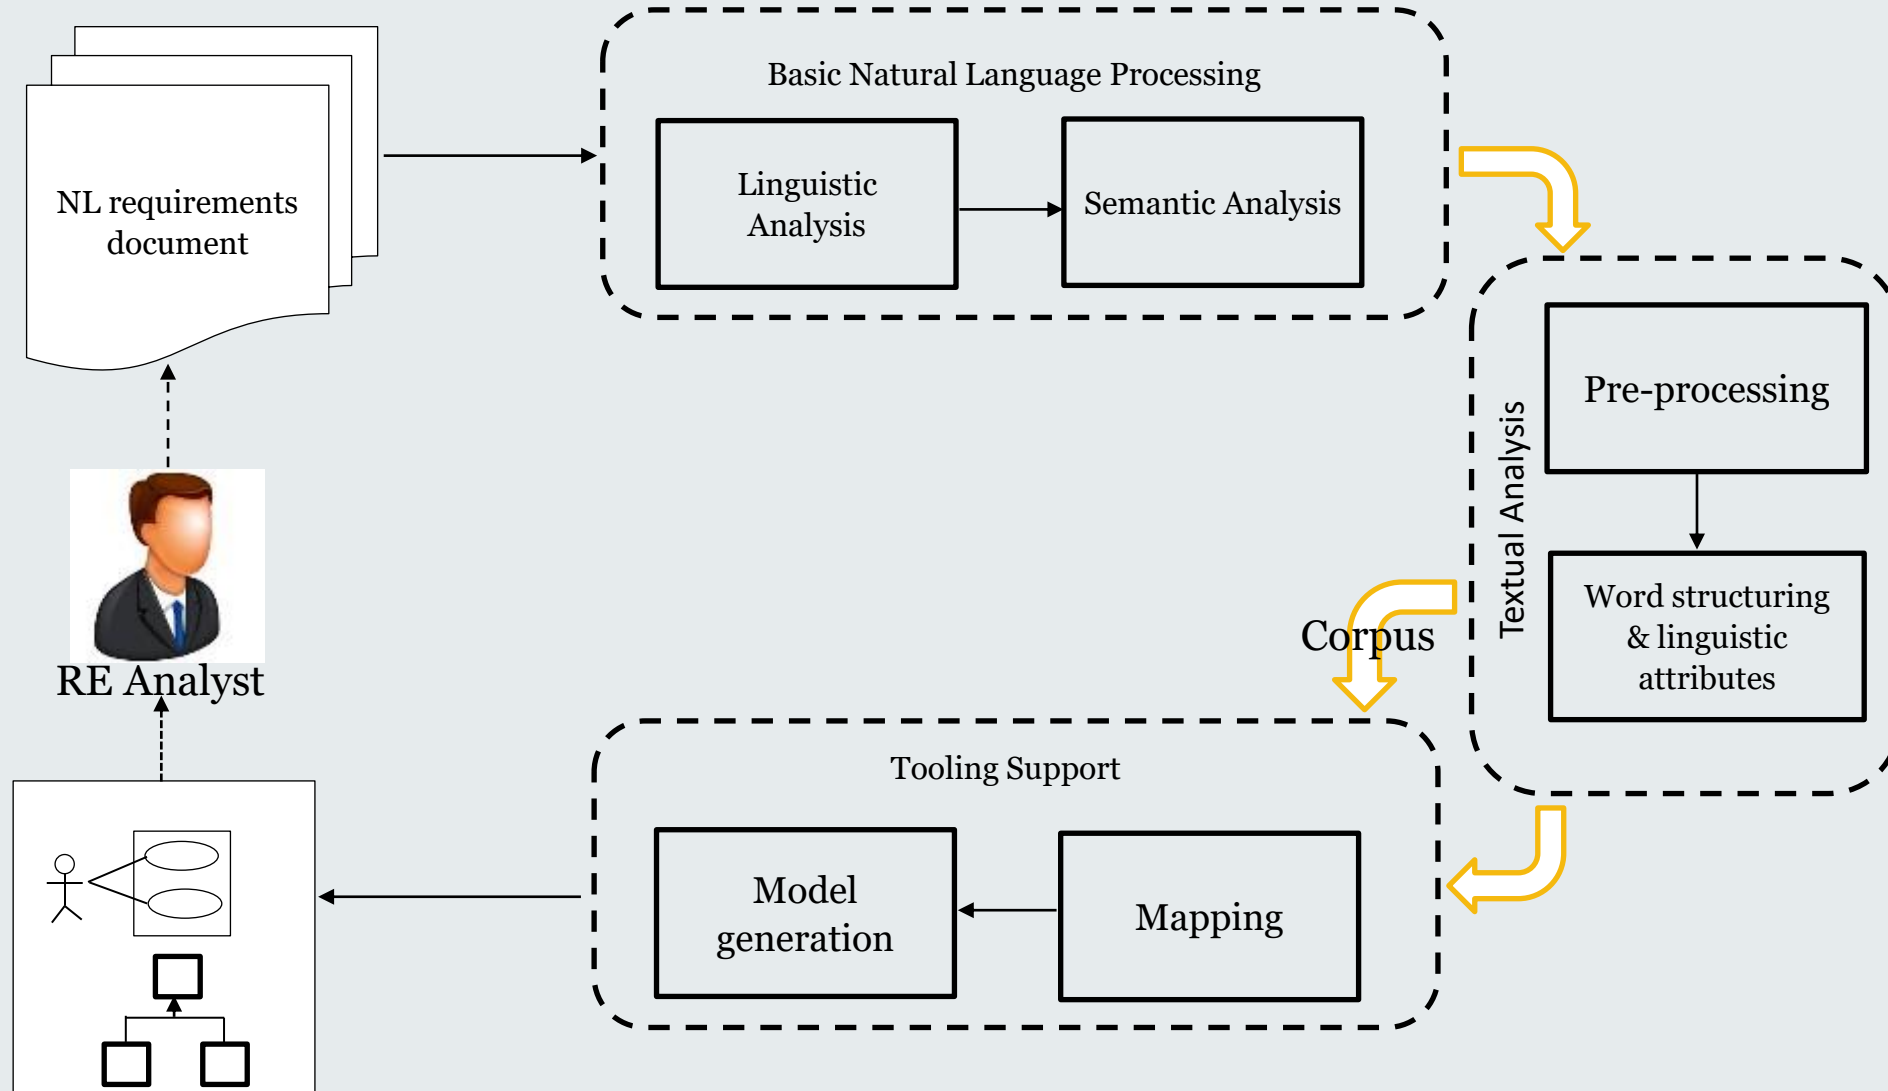 Basic Natural Language Processing
NL requirements
document
Linguistic
Analysis
Semantic Analysis
Textual Analysis
Pre-processing
Word structuring
& linguistic
attributes
Corpus
RE Analyst
Tooling Support
Model
generation
Mapping